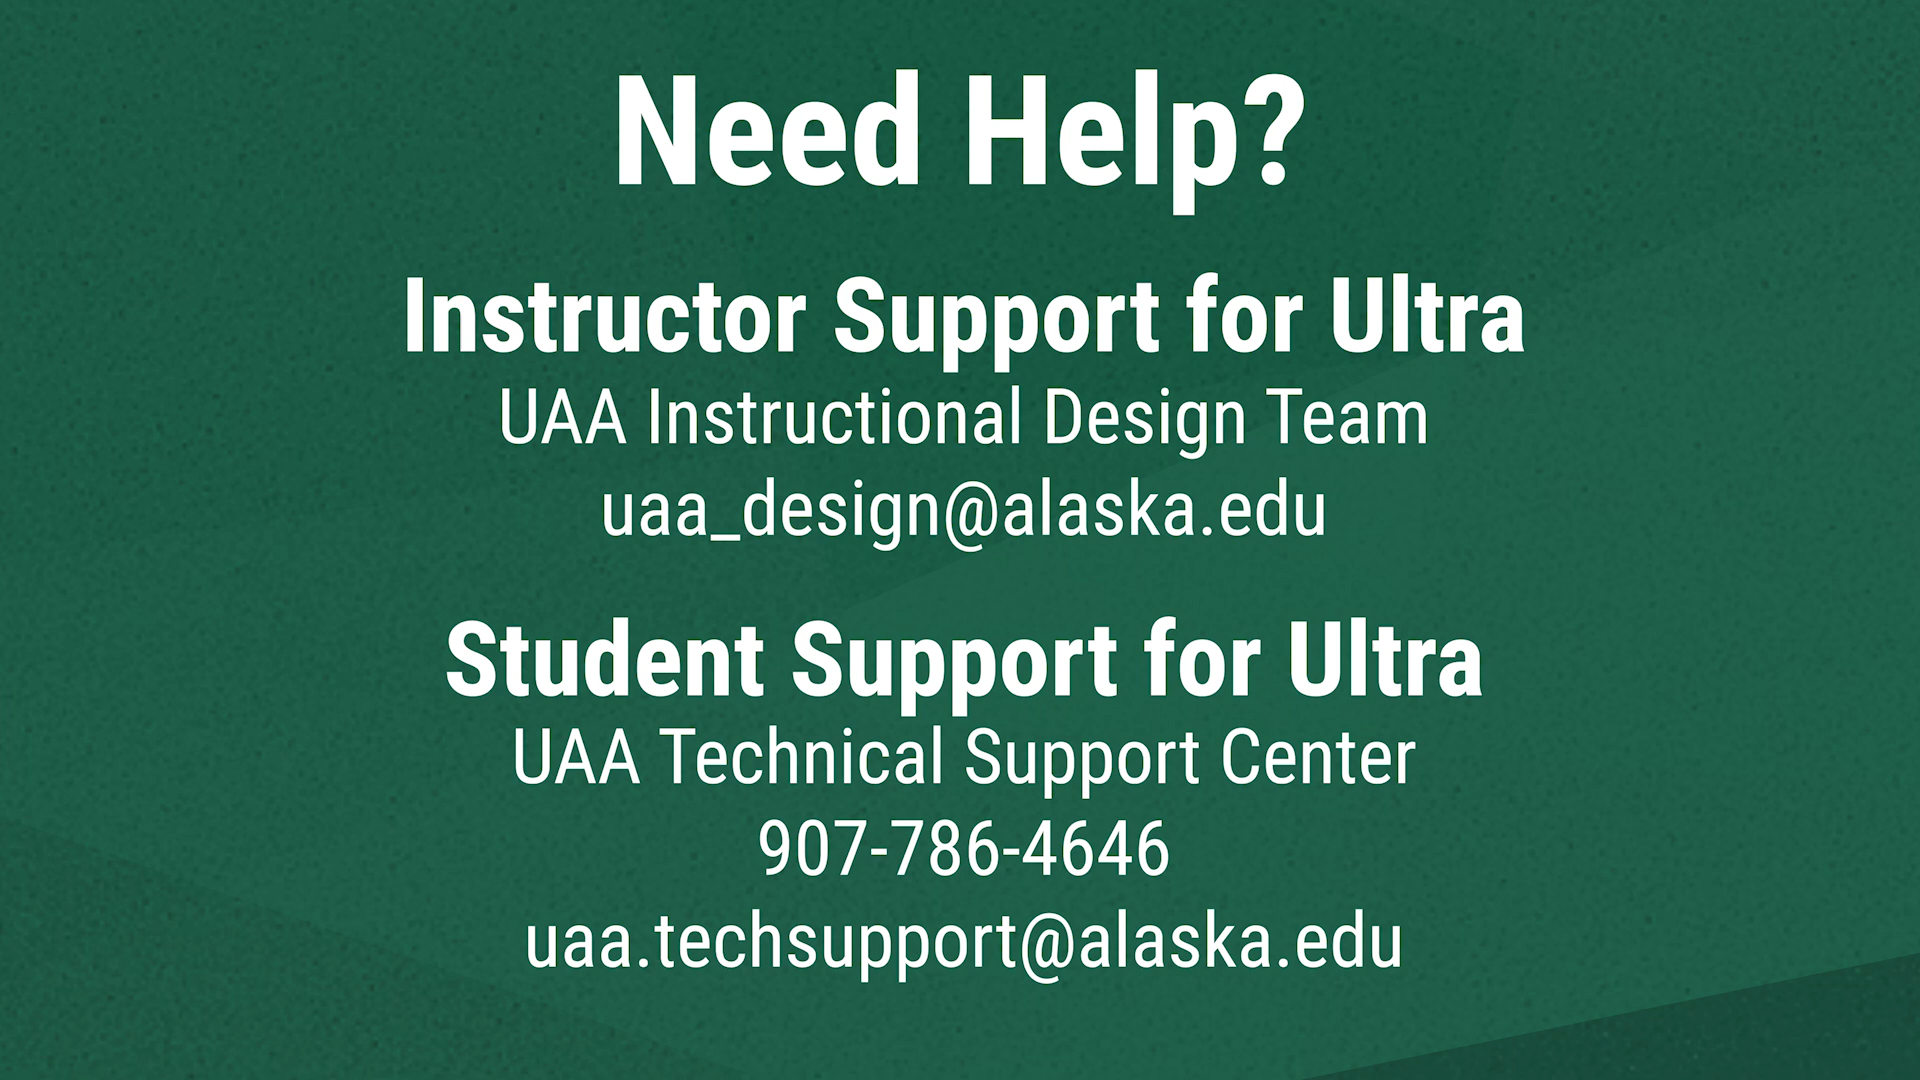 Need Help?
Instructor Support for Ultra
UAA Instructional Design Team
uaa_design@alaska.edu
Student Support for Ultra
UAA Technical Support Center
907-786-4646
uaa.techsupport@alaska.edu